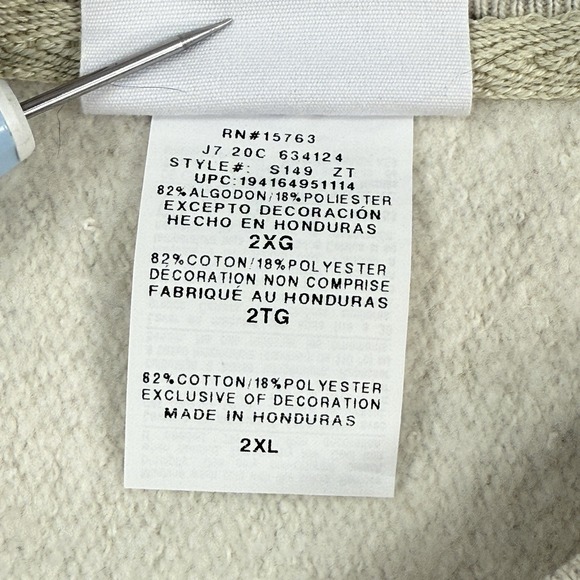 RN#15763
J7 20C 634124
STYLE#: S149 ZT
UPC:194164951114
82%ALGODON/18%POLIESTER
EXCEPTO DECORACIÓN
HECHO EN HONDURAS
2XG
82%COTON/18%POLYESTER
DÉCORATION NON COMPRISE
FABRIQUÉ AU HONDURAS
2TG
82%COTTON/18%POLYESTER
EXCLUSIVE OF DECORATION
MADE IN HONDURAS
2XL